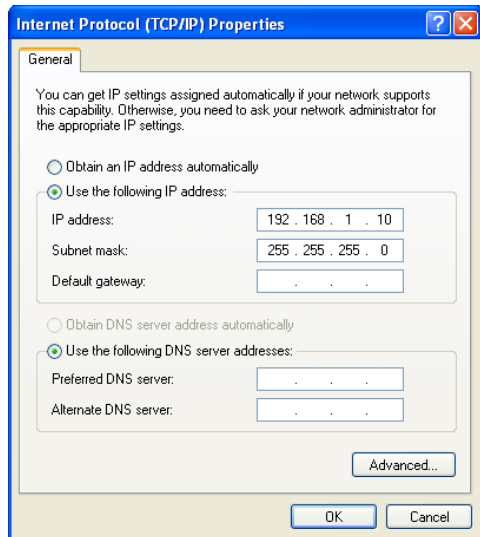 Internet Protocol (TCP/IP) Properties
General
You can get IP settings assigned automatically if your network supports
this capability. Otherwise, you need to ask your network administrator for
the appropriate IP settings.
Obtain an IP address automatically
Use the following IP address:
IP address: 192 . 168 . 1 . 10
Subnet mask: 255 . 255 . 255 . 0
Default gateway: . . .
Obtain DNS server address automatically
Use the following DNS server addresses:
Preferred DNS server: . . .
Alternate DNS server: . . .
Advanced...
OK Cancel